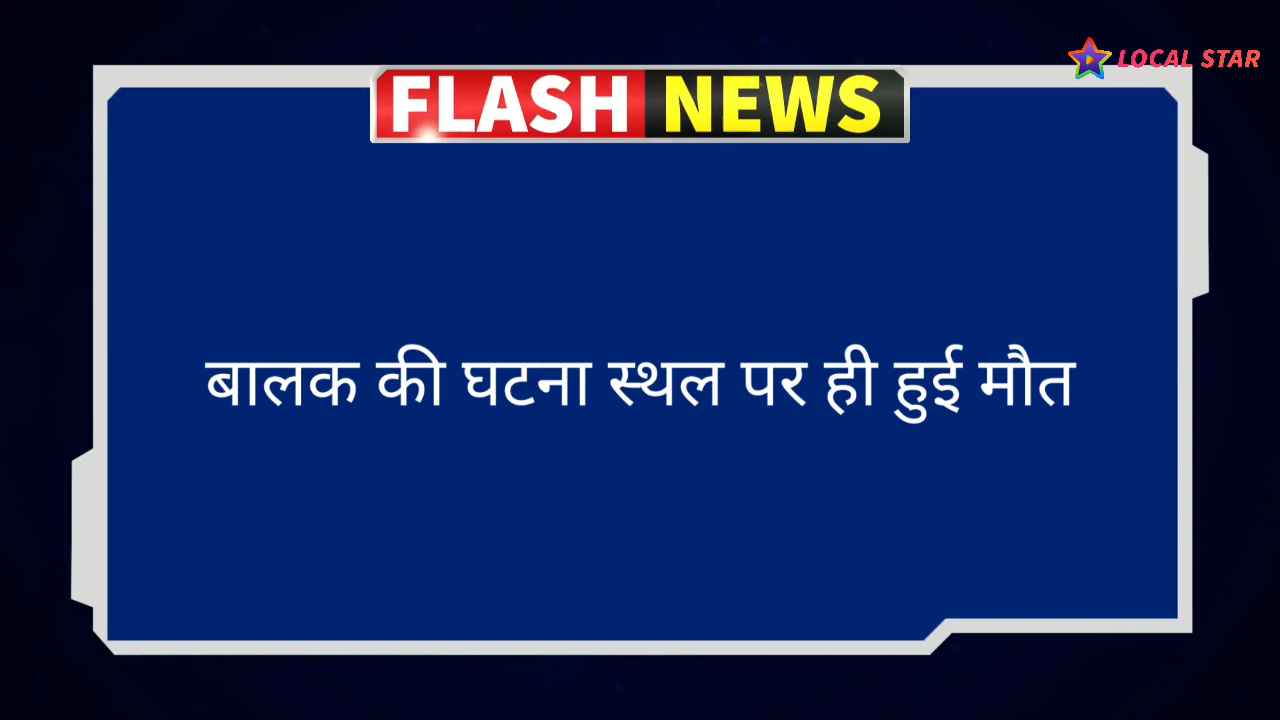 LOCAL STAR
FLASH NEWS
बालक की घटना स्थल पर ही हुई मौत